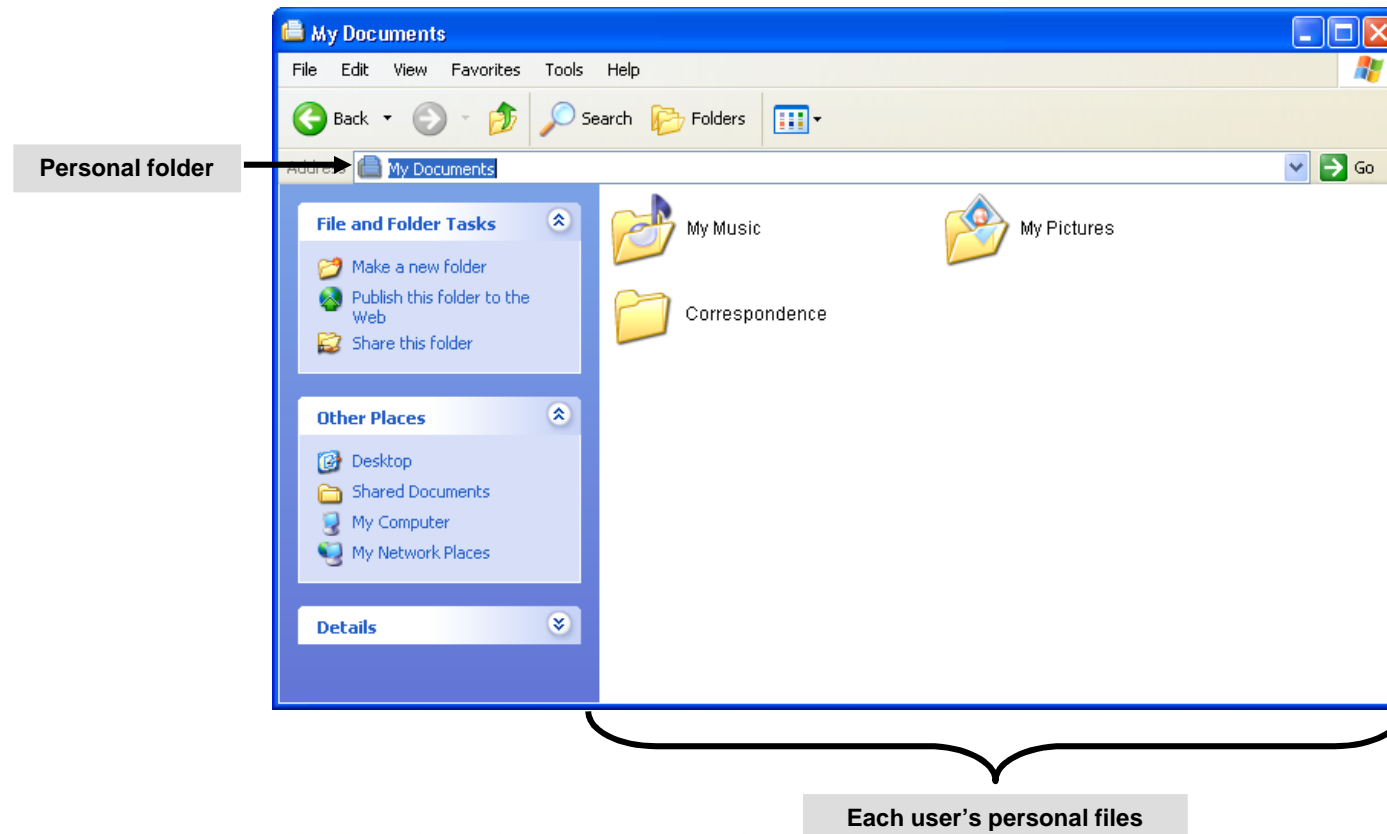 My Documents
File Edit View Favorites Tools Help
Back Search Folders
Personal folder
Address My Documents Go
File and Folder Tasks
Make a new folder
Publish this folder to the
Web
Share this folder
Other Places
Desktop
Shared Documents
My Computer
My Network Places
Details
My Music My Pictures
Correspondence
Each user's personal files